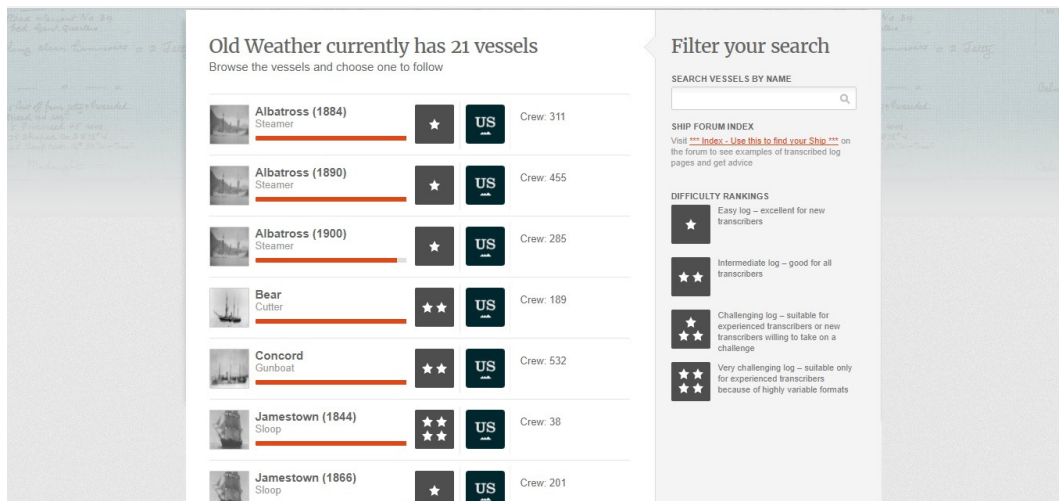 Old Weather currently has 21 vessels
Browse the vessels and choose one to follow
Albatross (1884)
Steamer
US
Crew: 311
Albatross (1890)
Steamer
US
Crew: 455
Albatross (1900)
Steamer
US
Crew: 285
Bear
Cutter
US
Crew: 189
Concord
Gunboat
US
Crew: 532
Jamestown (1844)
Sloop
US
Crew: 38
Jamestown (1866)
Sloop
US
Crew: 201
Filter your search
SEARCH VESSELS BY NAME
SHIP FORUM INDEX
Visit *** Index - Use this to find your Ship *** on
the forum to see examples of transcribed log
pages and get advice
DIFFICULTY RANKINGS
Easy log – excellent for new
transcribers
Intermediate log – good for all
transcribers
Challenging log – suitable for
experienced transcribers or new
transcribers willing to take on a
challenge
Very challenging log – suitable only
for experienced transcribers
because of highly variable formats